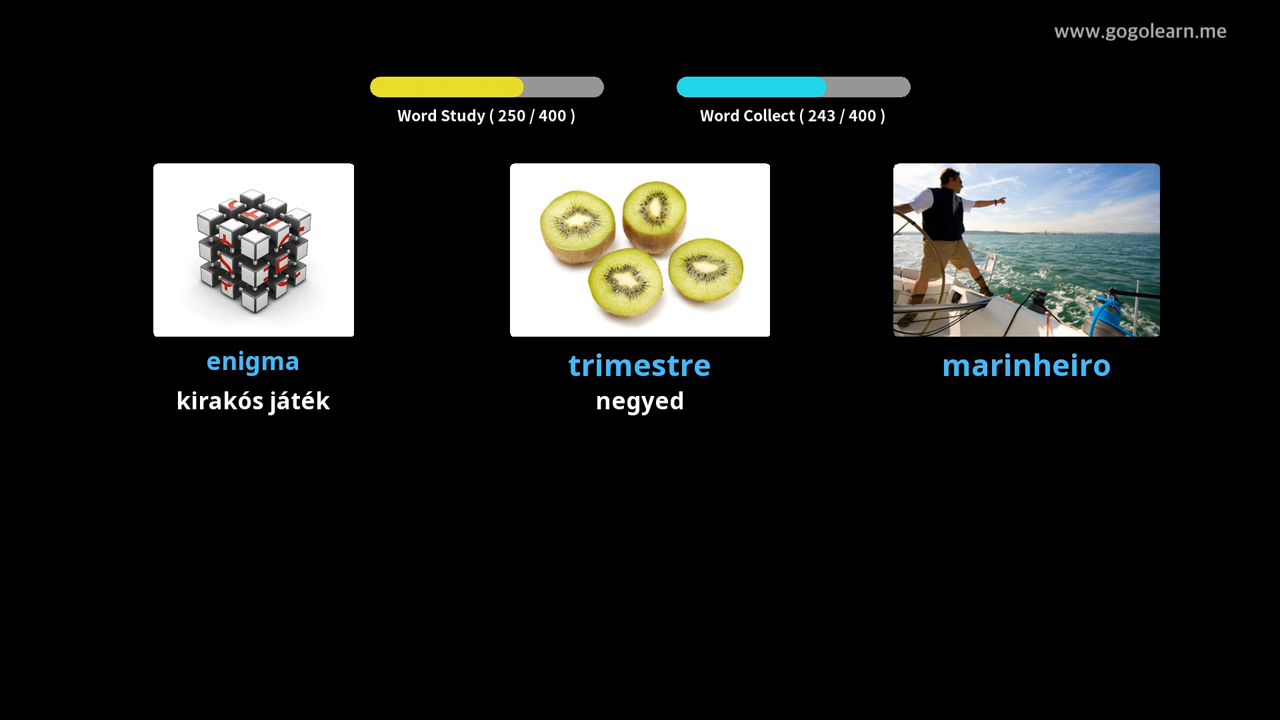 www.gogolearn.me
Word Study ( 250 / 400 )
Word Collect ( 243 / 400 )
enigma
kirakós játék
trimestre
negyed
marinheiro